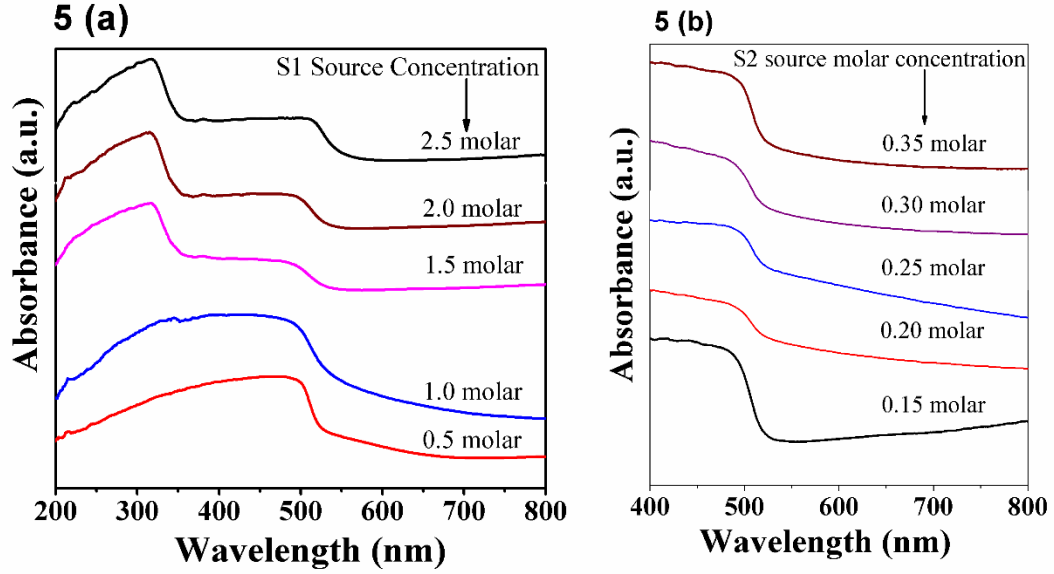 5 (a)
S1 Source Concentration
2.5 molar
2.0 molar
1.5 molar
1.0 molar
0.5 molar
Absorbance (a.u.)
200 300 400 500 600 700 800
Wavelength (nm)
5 (b)
S2 source molar concentration
0.35 molar
0.30 molar
0.25 molar
0.20 molar
0.15 molar
Absorbance (a.u.)
400 500 600 700 800
Wavelength (nm)